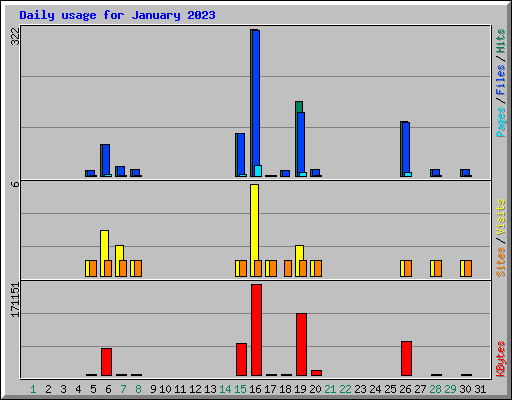 Daily usage for January 2023
322
Pages / Files / Hits
6
Sites / Visits
171151
KBytes
1 2 3 4 5 6 7 8 9 10 11 12 13 14 15 16 17 18 19 20 21 22 23 24 25 26 27 28 29 30 31